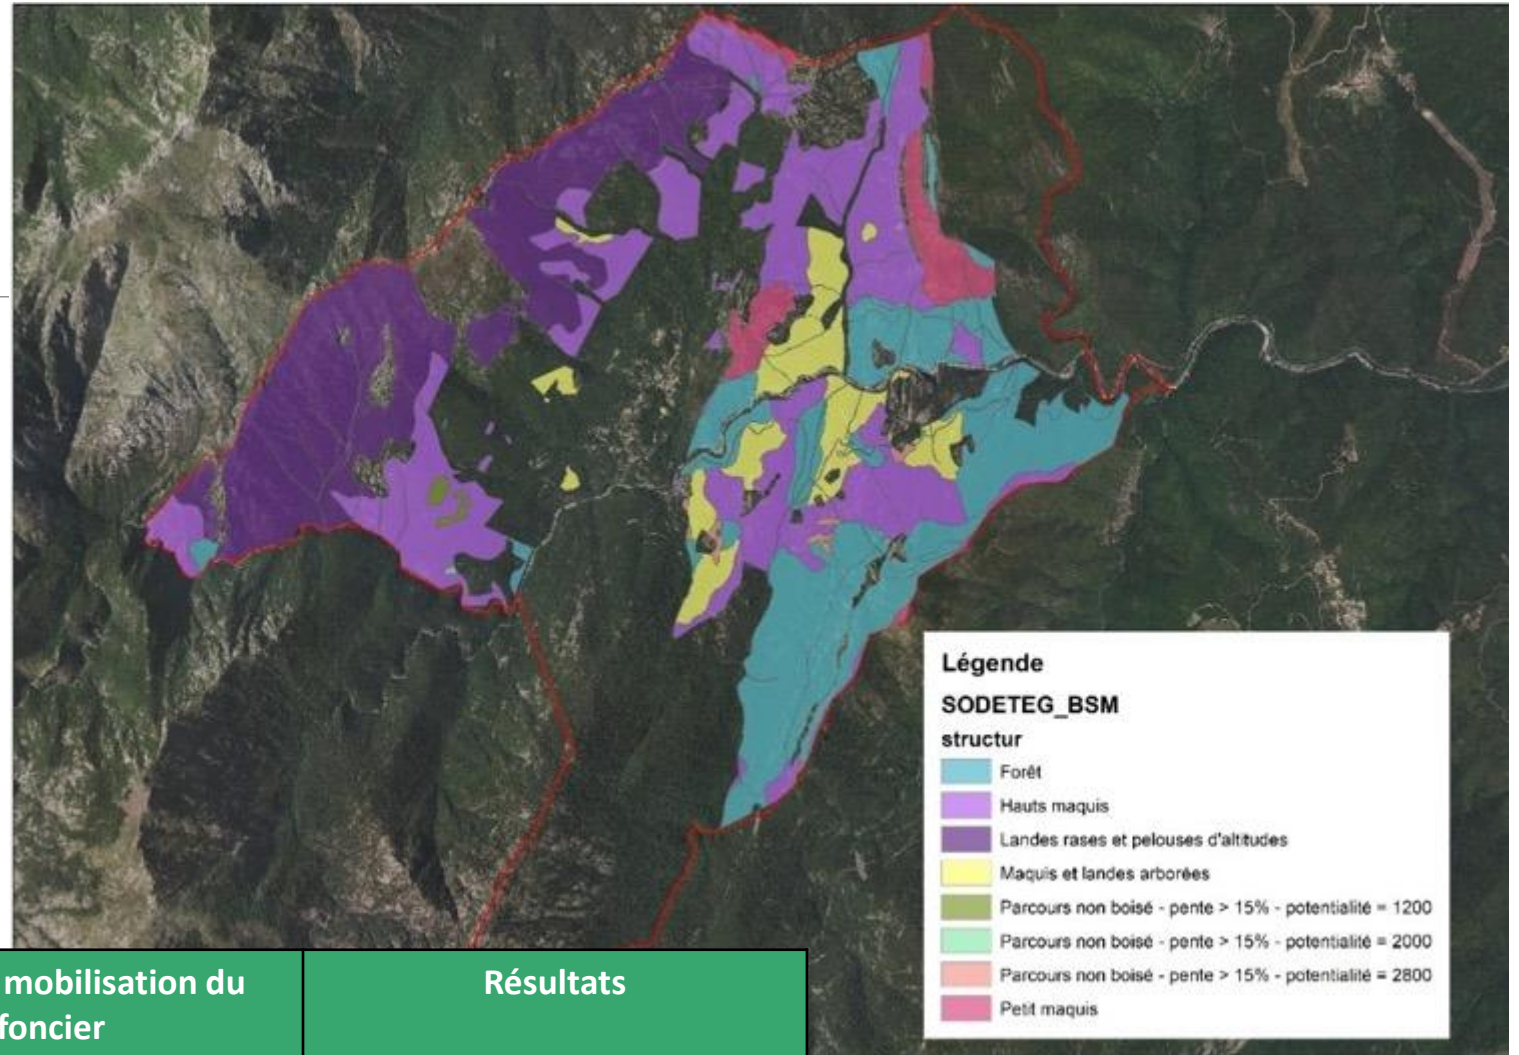 Légende
SODETEG_BSM
structur
Forêt
Hauts maquis
Landes rases et pelouses d'altitudes
Maquis et landes arborées
Parcours non boisé - pente > 15% - potentialité = 1200
Parcours non boisé - pente > 15% - potentialité = 2000
Parcours non boisé - pente > 15% - potentialité = 2800
Petit maquis
mobilisation du
foncier
Résultats